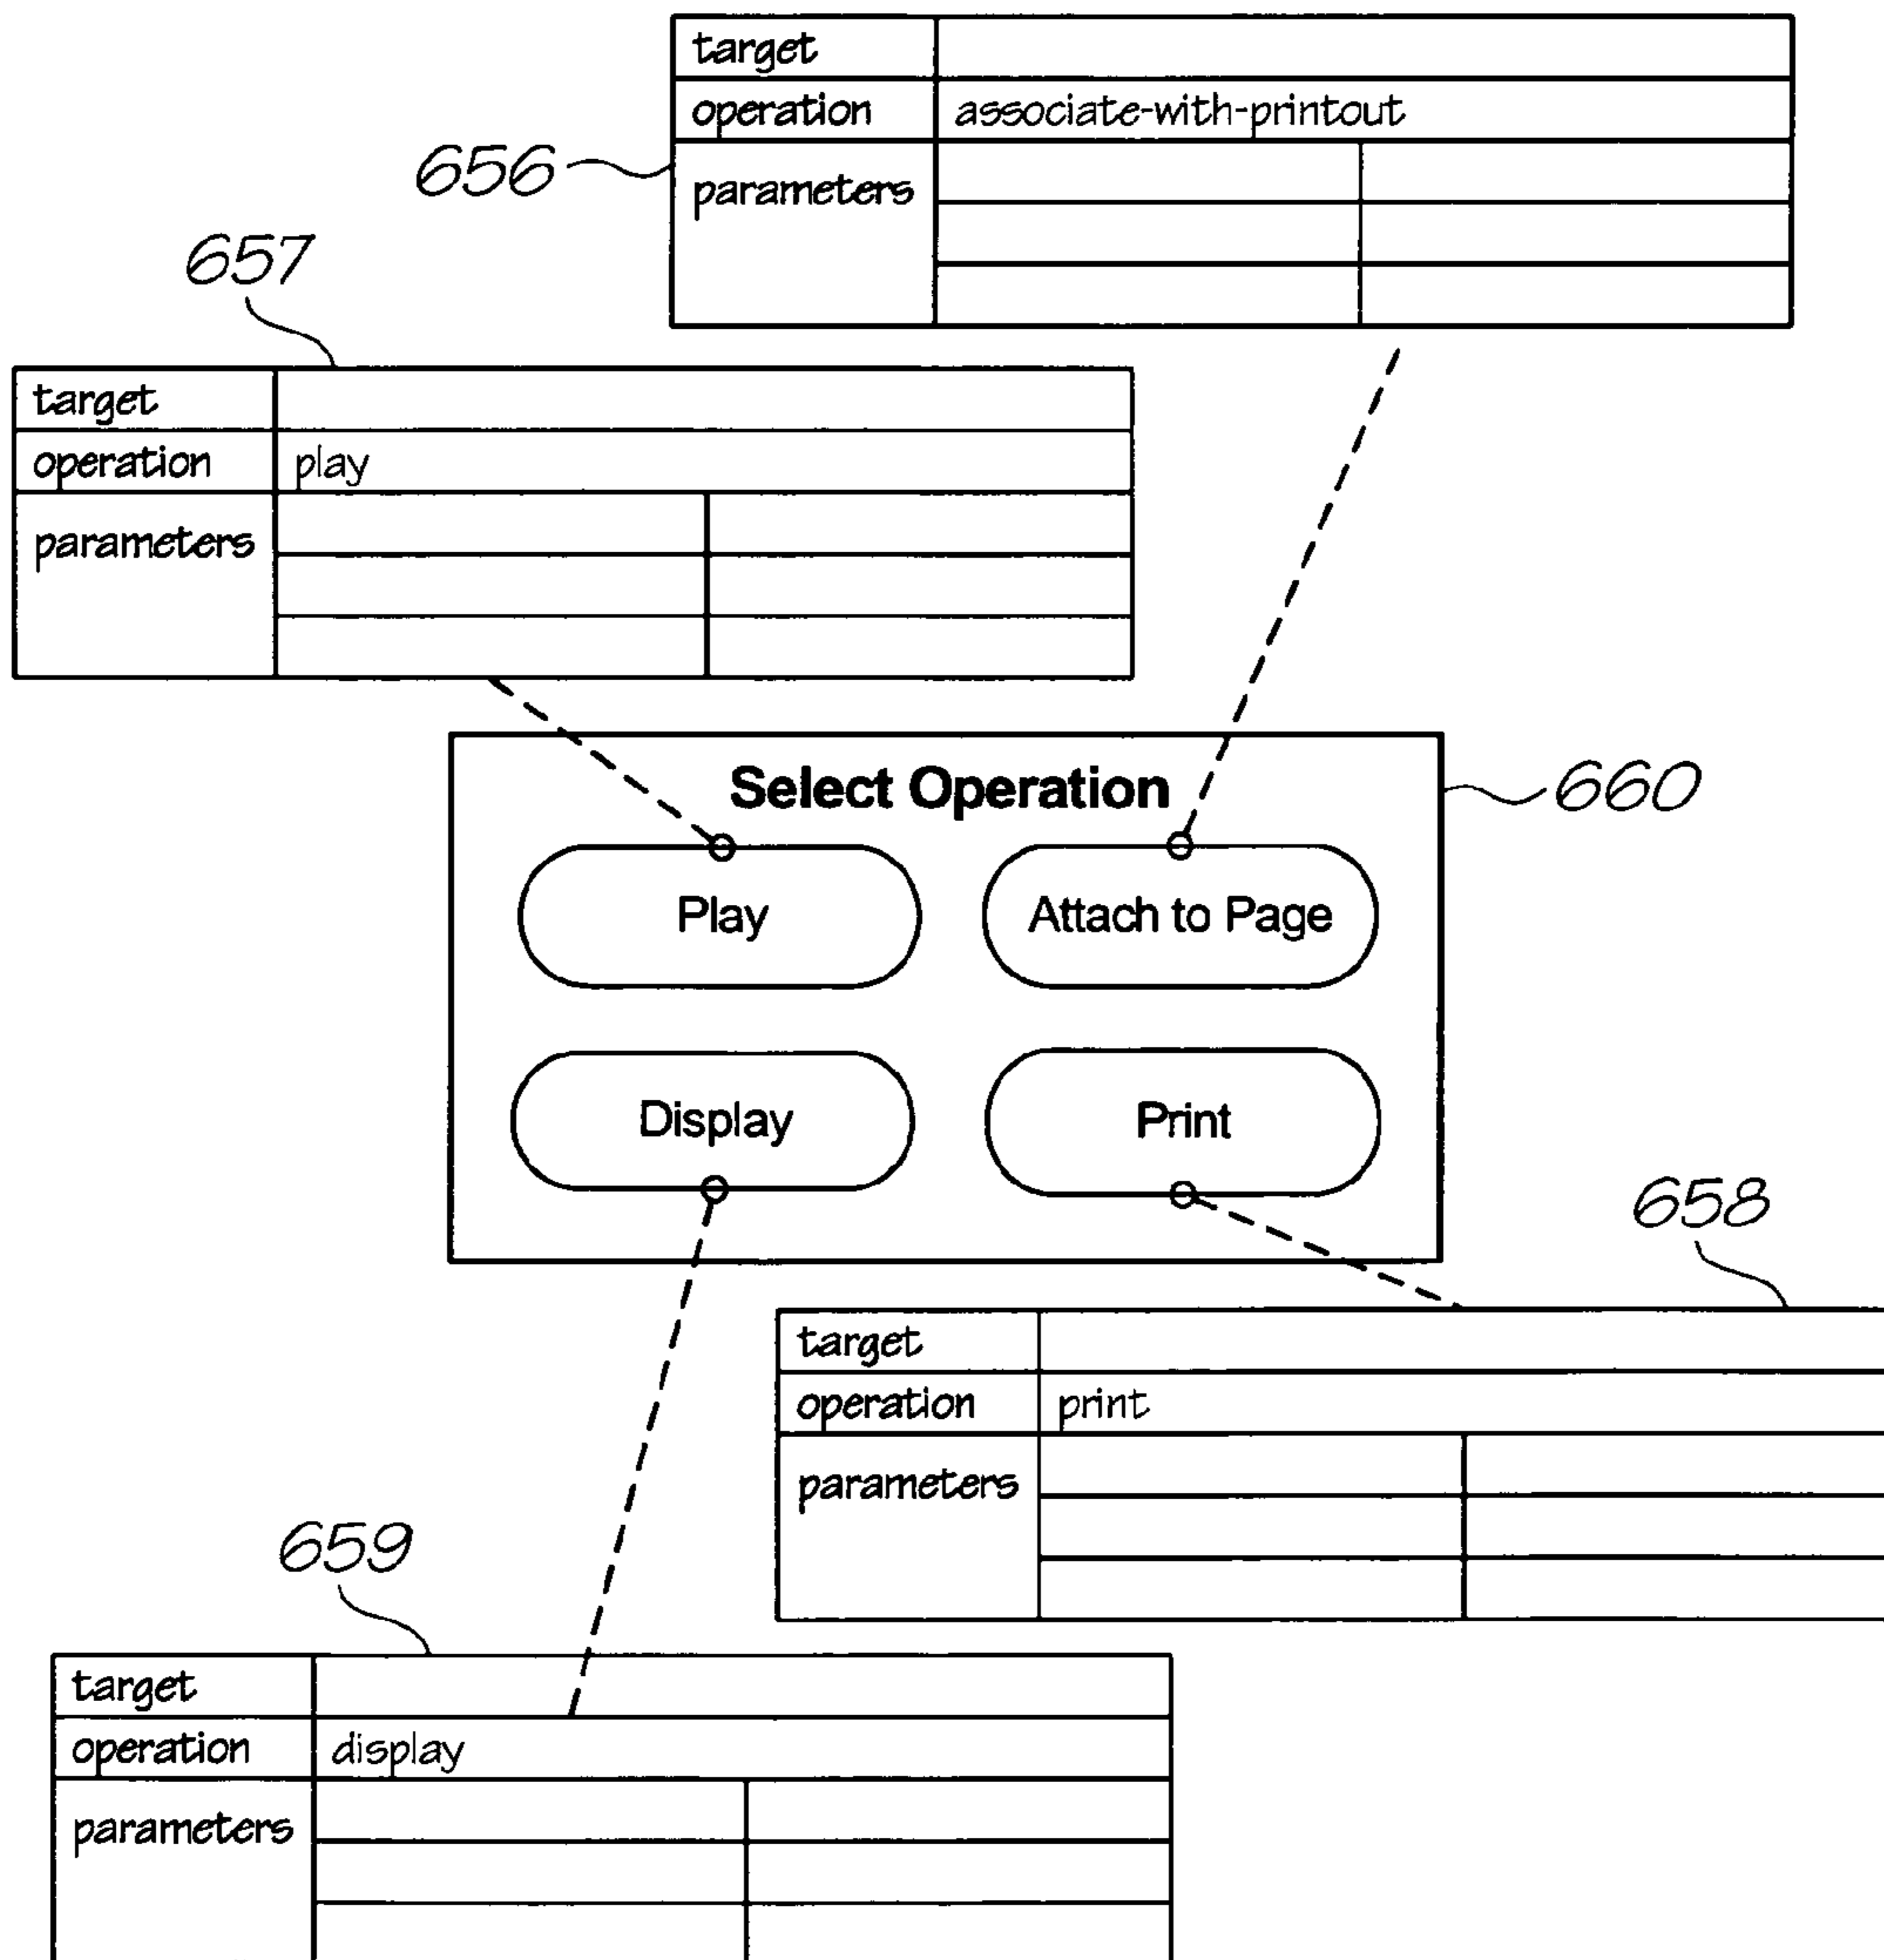 target
operation associate-with-printout
656
parameters
657
target
operation play
parameters
Select Operation
660
Play Attach to Page
Display Print
658
target
operation print
parameters
659
target
operation display
parameters